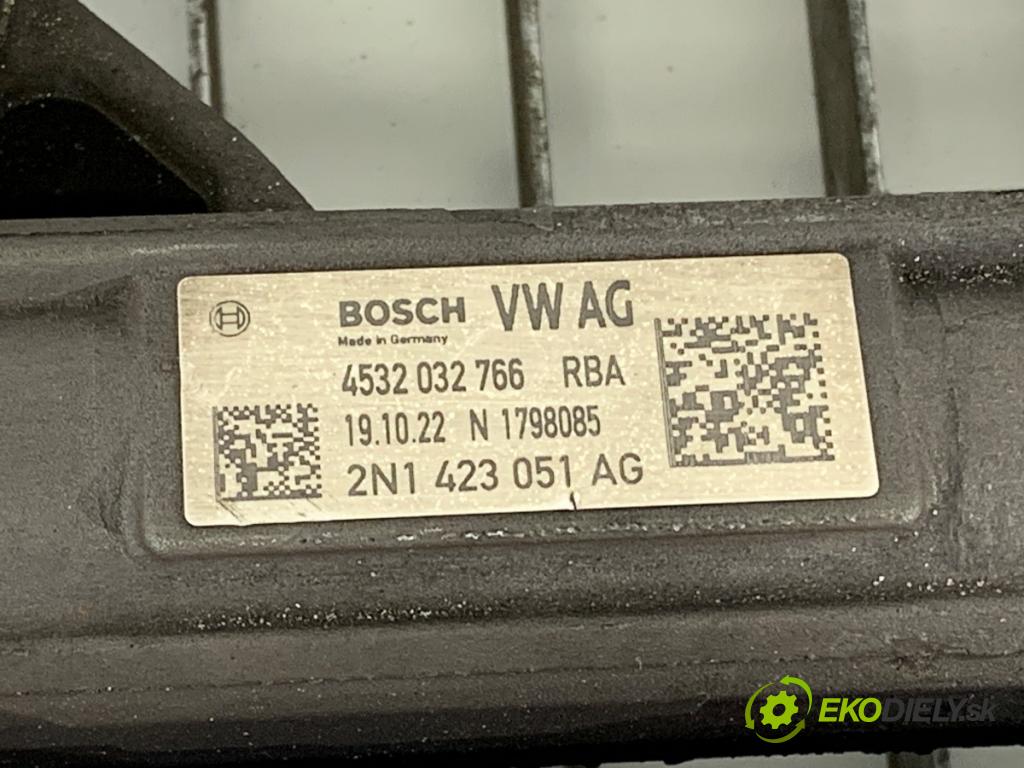 BOSCH VW AG
Made in Germany
4532 032 766 RBA
19.10.22 N 1798085
2N1 423 051 AG
EKODIELY.sk